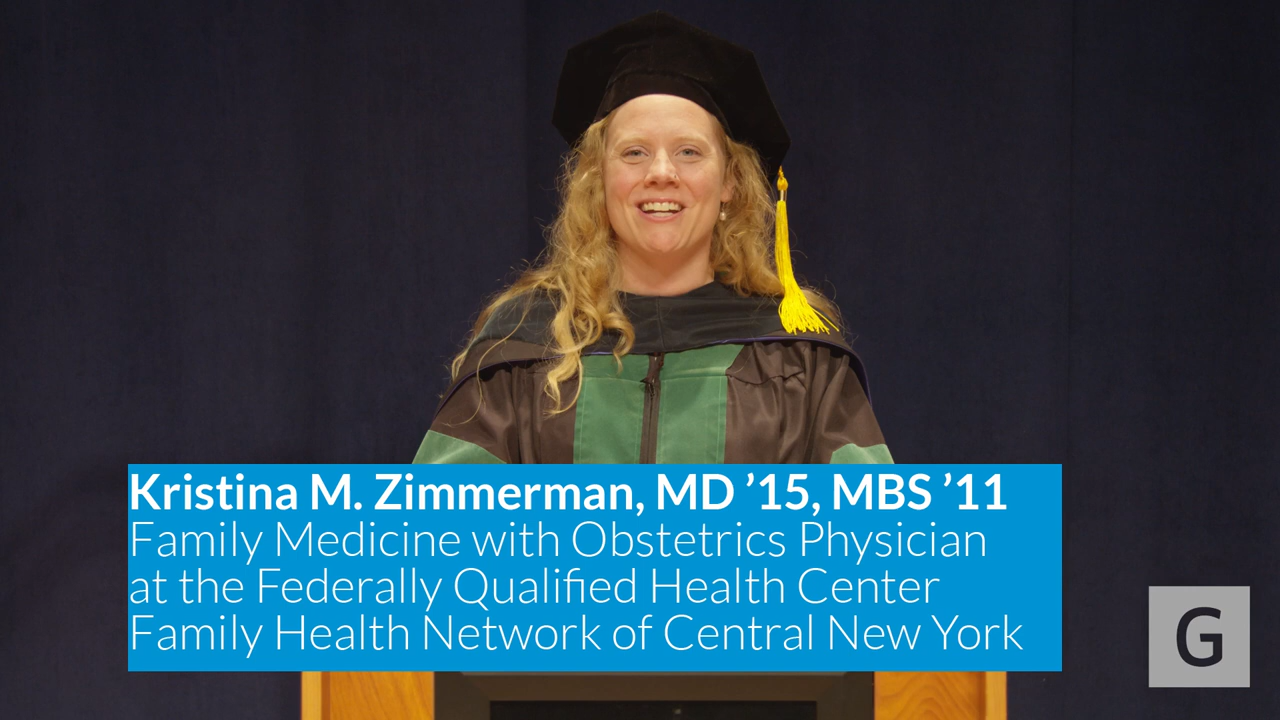 Kristina M. Zimmerman, MD ’15, MBS ’11
Family Medicine with Obstetrics Physician
at the Federally Qualified Health Center
Family Health Network of Central New York
G